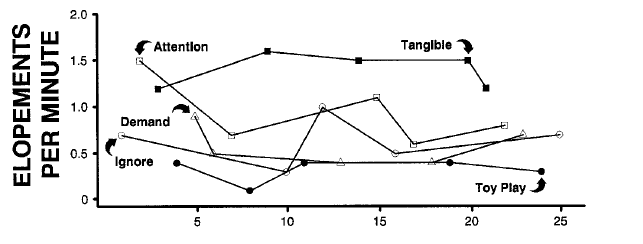 ELOPEMENTS
PER MINUTE
2.0
1.5
1.0
0.5
0
Attention
Tangible
Demand
Ignore
Toy Play
5
10
15
20
25